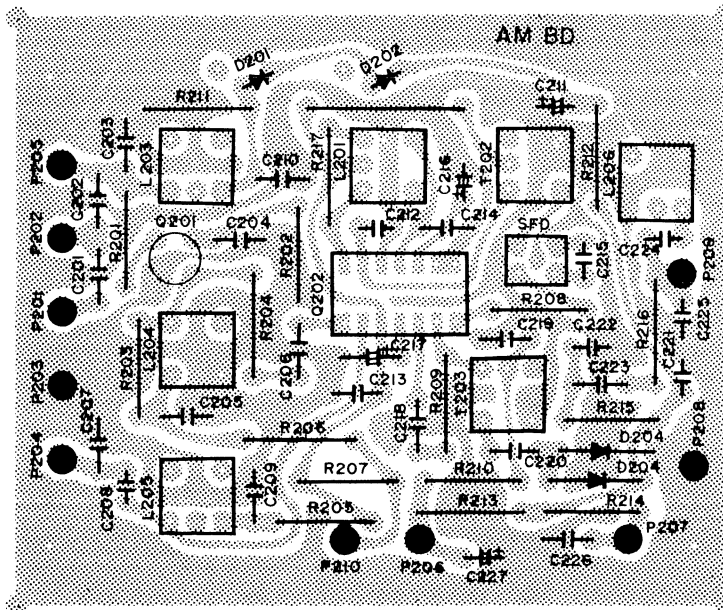 AM BD
D201
D202
C211
R211
C203
L203
P205
C210
R217
L201
C216
T202
R212
L206
C202
P202
R201
Q201
C204
R202
C212
C214
SFD
C215
C224
P209
C201
P201
R204
Q202
R208
R216
C225
C221
R203
L204
C206
C217
C219
C222
P203
C213
R209
T203
C223
C207
C205
C218
R215
P208
P204
R206
C220
D204
C208
L205
C209
R207
R210
D204
R205
R213
R214
P207
P210
P206
C227
C226